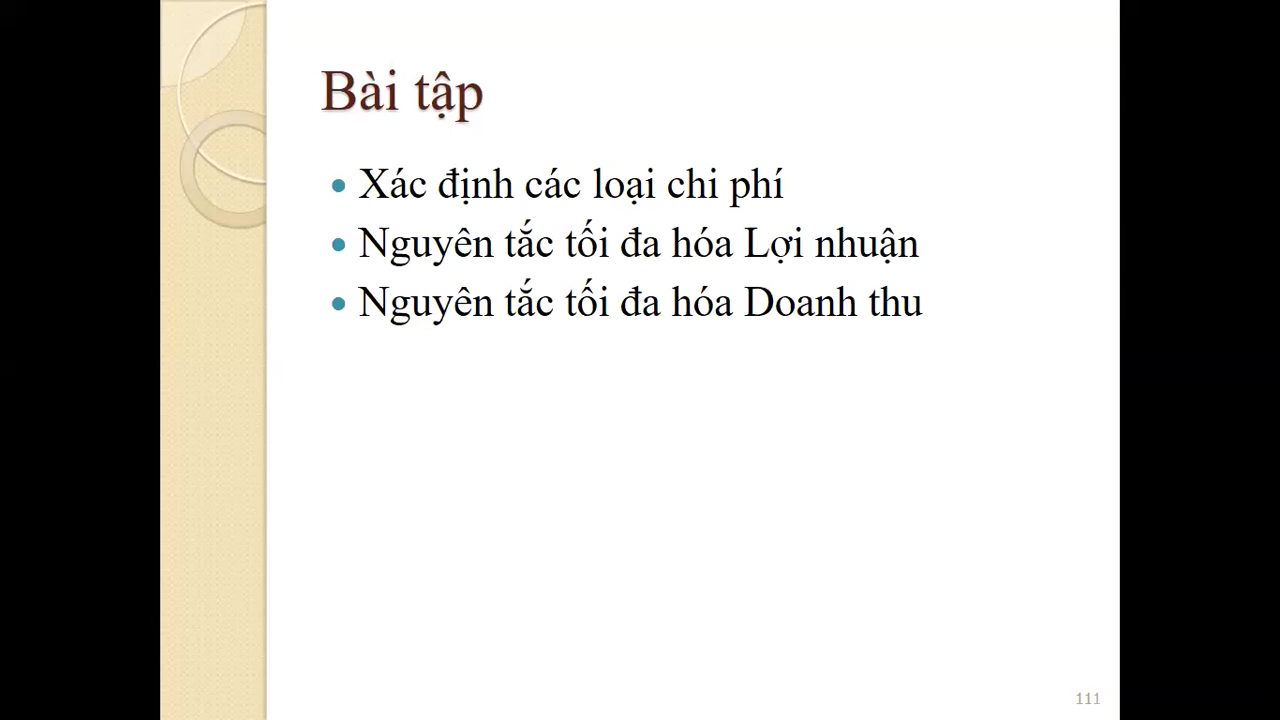 Bài tập
Xác định các loại chi phí
Nguyên tắc tối đa hóa Lợi nhuận
Nguyên tắc tối đa hóa Doanh thu
111